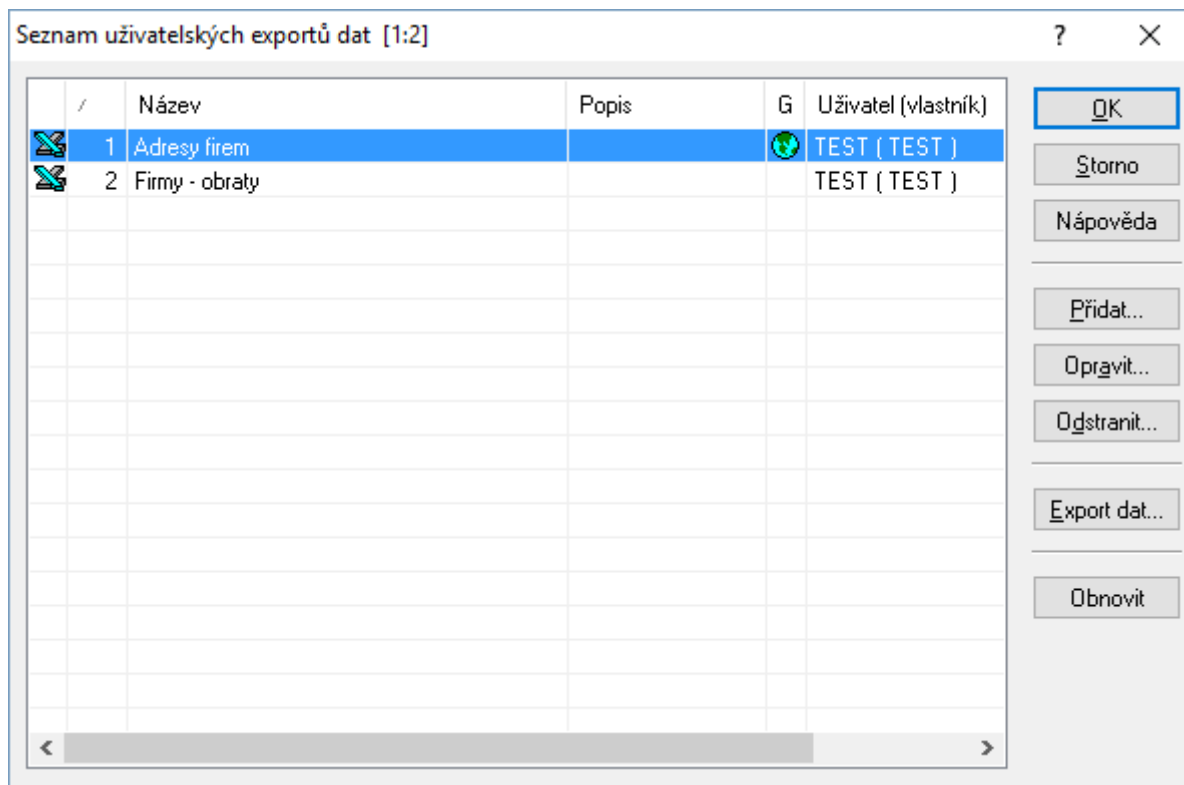 Seznam uživatelských exportů dat [1:2]
? ×
/ Název Popis G Uživatel (vlastník)
1 Adresy firem TEST ( TEST )
2 Firmy - obraty TEST ( TEST )
OK
Storno
Nápověda
Přidat...
Opravit...
Odstranit...
Export dat...
Obnovit